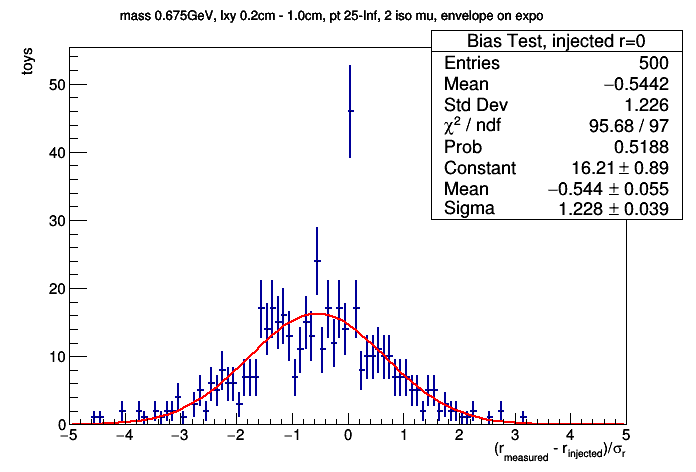 mass 0.675GeV, lxy 0.2cm - 1.0cm, pt 25-Inf, 2 iso mu, envelope on expo
toys
Bias Test, injected r=0
Entries 500
Mean −0.5442
Std Dev 1.226
χ² / ndf 95.68 / 97
Prob 0.5188
Constant 16.21 ± 0.89
Mean −0.544 ± 0.055
Sigma 1.228 ± 0.039
50
40
30
20
10
0
−5 −4 −3 −2 −1 0 1 2 3 4 5
(r_measured - r_injected)/σ_r